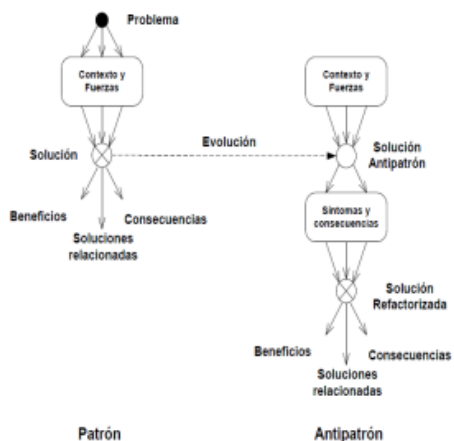 Problema
Contexto y
Fuerzas
Solución
Beneficios
Consecuencias
Soluciones
relacionadas
Evolución
Contexto y
Fuerzas
Solución
Antipatrón
Síntomas y
consecuencias
Solución
Refactorizada
Beneficios
Consecuencias
Soluciones
relacionadas
Patrón
Antipatrón